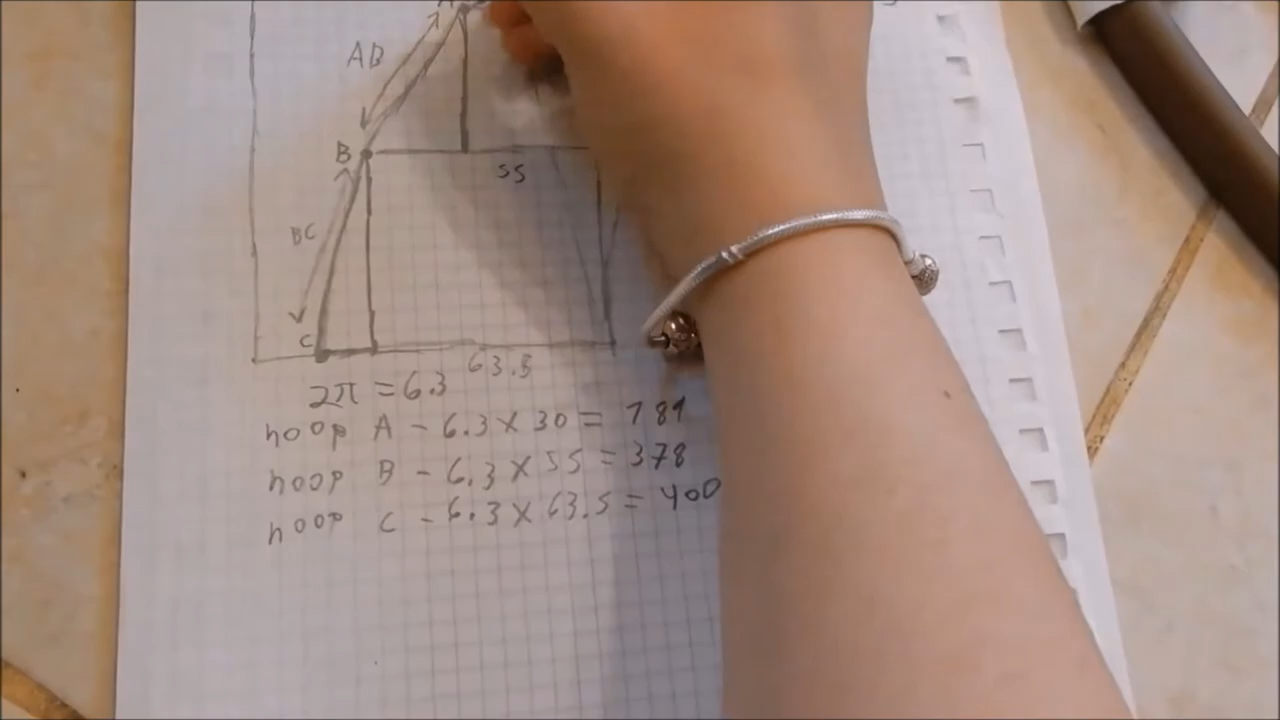 AB
B
55
BC
C
63.5
2π = 6.3
hoop A - 6.3 X 30 = 189
hoop B - 6.3 X 55 = 378
hoop C - 6.3 X 63.5 = 400